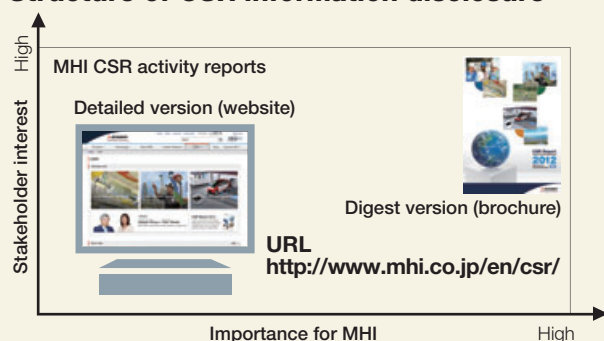 Structure of CSR information disclosure
High
Stakeholder interest
MHI CSR activity reports
Detailed version (website)
2012
Digest version (brochure)
URL
http://www.mhi.co.jp/en/csr/
Importance for MHI
High